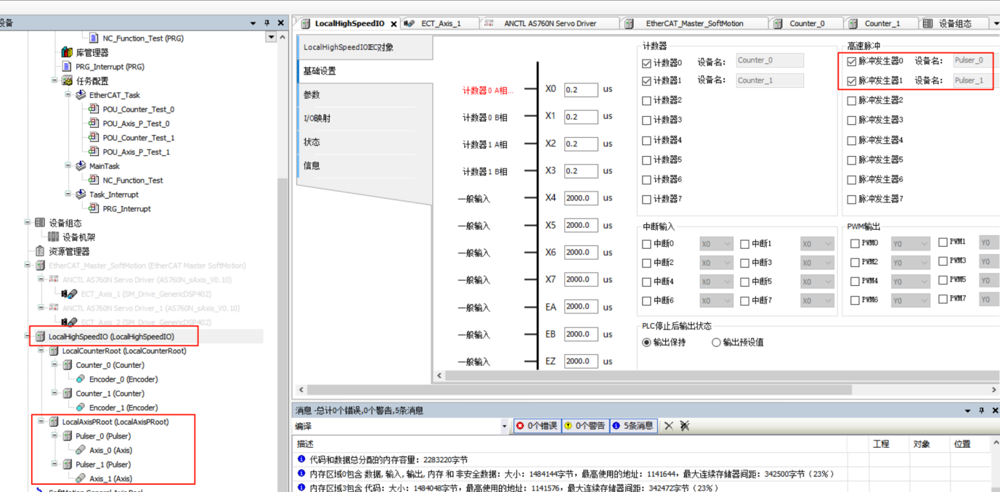 设备
NC_Function_Test (PRG)
库管理器
PRG_Interrupt (PRG)
任务配置
EtherCAT_Task
POU_Counter_Test_0
POU_Axis_P_Test_0
POU_Counter_Test_1
POU_Axis_P_Test_1
MainTask
NC_Function_Test
Task_Interrupt
PRG_Interrupt
设备组态
设备机架
资源管理器
EtherCAT_Master_SoftMotion (EtherCAT Master SoftMotion)
ANCTL AS760N Servo Driver (AS760N_sAxis_V0.10)
ECT_Axis_1 (SM_Drive_GenericDSP402)
ANCTL AS760N Servo Driver_1 (AS760N_sAxis_V0.10)
ECT_Axis_2 (SM_Drive_GenericDSP402)
LocalHighSpeedIO (LocalHighSpeedIO)
LocalCounterRoot (LocalCounterRoot)
Counter_0 (Counter)
Encoder_0 (Encoder)
Counter_1 (Counter)
Encoder_1 (Encoder)
LocalAxisPRoot (LocalAxisPRoot)
Pulser_0 (Pulser)
Axis_0 (Axis)
Pulser_1 (Pulser)
Axis_1 (Axis)
SoftMotion General Axis Pool
LocalHighSpeedIO ECT_Axis_1 ANCTL AS760N Servo Driver EtherCAT_Master_SoftMotion Counter_0 Counter_1 设备组态
LocalHighSpeedIOIEC对象
基础设置
参数
I/O映射
状态
信息
计数器0 A相... X0 0.2 us
计数器0 B相 X1 0.2 us
计数器1 A相 X2 0.2 us
计数器1 B相 X3 0.2 us
一般输入 X4 2000.0 us
一般输入 X5 2000.0 us
一般输入 X6 2000.0 us
一般输入 X7 2000.0 us
一般输入 EA 2000.0 us
一般输入 EB 2000.0 us
一般输入 EZ 2000.0 us
计数器
计数器0 设备名： Counter_0
计数器1 设备名： Counter_1
计数器2
计数器3
计数器4
计数器5
计数器6
计数器7
高速脉冲
脉冲发生器0 设备名： Pulser_0
脉冲发生器1 设备名： Pulser_1
脉冲发生器2
脉冲发生器3
脉冲发生器4
脉冲发生器5
脉冲发生器6
脉冲发生器7
中断输入
中断0 X0 中断1 X0
中断2 X0 中断3 X0
中断4 X0 中断5 X0
中断6 X0 中断7 X0
PWM输出
PWM0 Y0 PWM1 Y0
PWM2 Y0 PWM3 Y0
PWM4 Y0 PWM5 Y0
PWM6 Y0 PWM7 Y0
PLC停止后输出状态
输出保持 输出预设值
消息 -总计0个错误,0个警告,5条消息
编译 0个错误 0个警告 5条消息
描述 工程 对象 位置
代码和数据总分配的内存容量：2283220字节
内存区域0包含 数据, 输入, 输出, 内存 和 非安全数据：大小：1484144字节，最高使用的地址：1141644，最大连续存储器间距：342500字节（23%）
内存区域3包含 代码：大小：1484048字节，最高使用的地址：1141576，最大连续存储器间距：342472字节（23%）